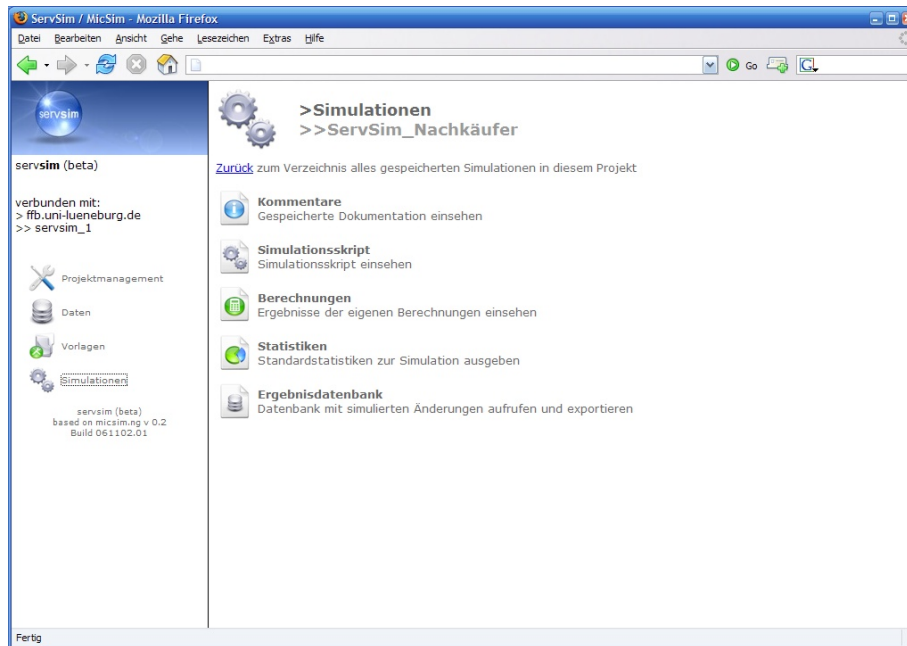 ServSim / MicSim - Mozilla Firefox
Datei Bearbeiten Ansicht Gehe Lesezeichen Extras Hilfe
Go
G
servsim
servsim (beta)
verbunden mit:
> ffb.uni-lueneburg.de
>> servsim_1
Projektmanagement
Daten
Vorlagen
Simulationen
servsim (beta)
based on micsim.ng v 0.2
Build 061102.01
>Simulationen
>>ServSim_Nachkäufer
Zurück zum Verzeichnis alles gespeicherten Simulationen in diesem Projekt
Kommentare
Gespeicherte Dokumentation einsehen
Simulationsskript
Simulationsskript einsehen
Berechnungen
Ergebnisse der eigenen Berechnungen einsehen
Statistiken
Standardstatistiken zur Simulation ausgeben
Ergebnisdatenbank
Datenbank mit simulierten Änderungen aufrufen und exportieren
Fertig